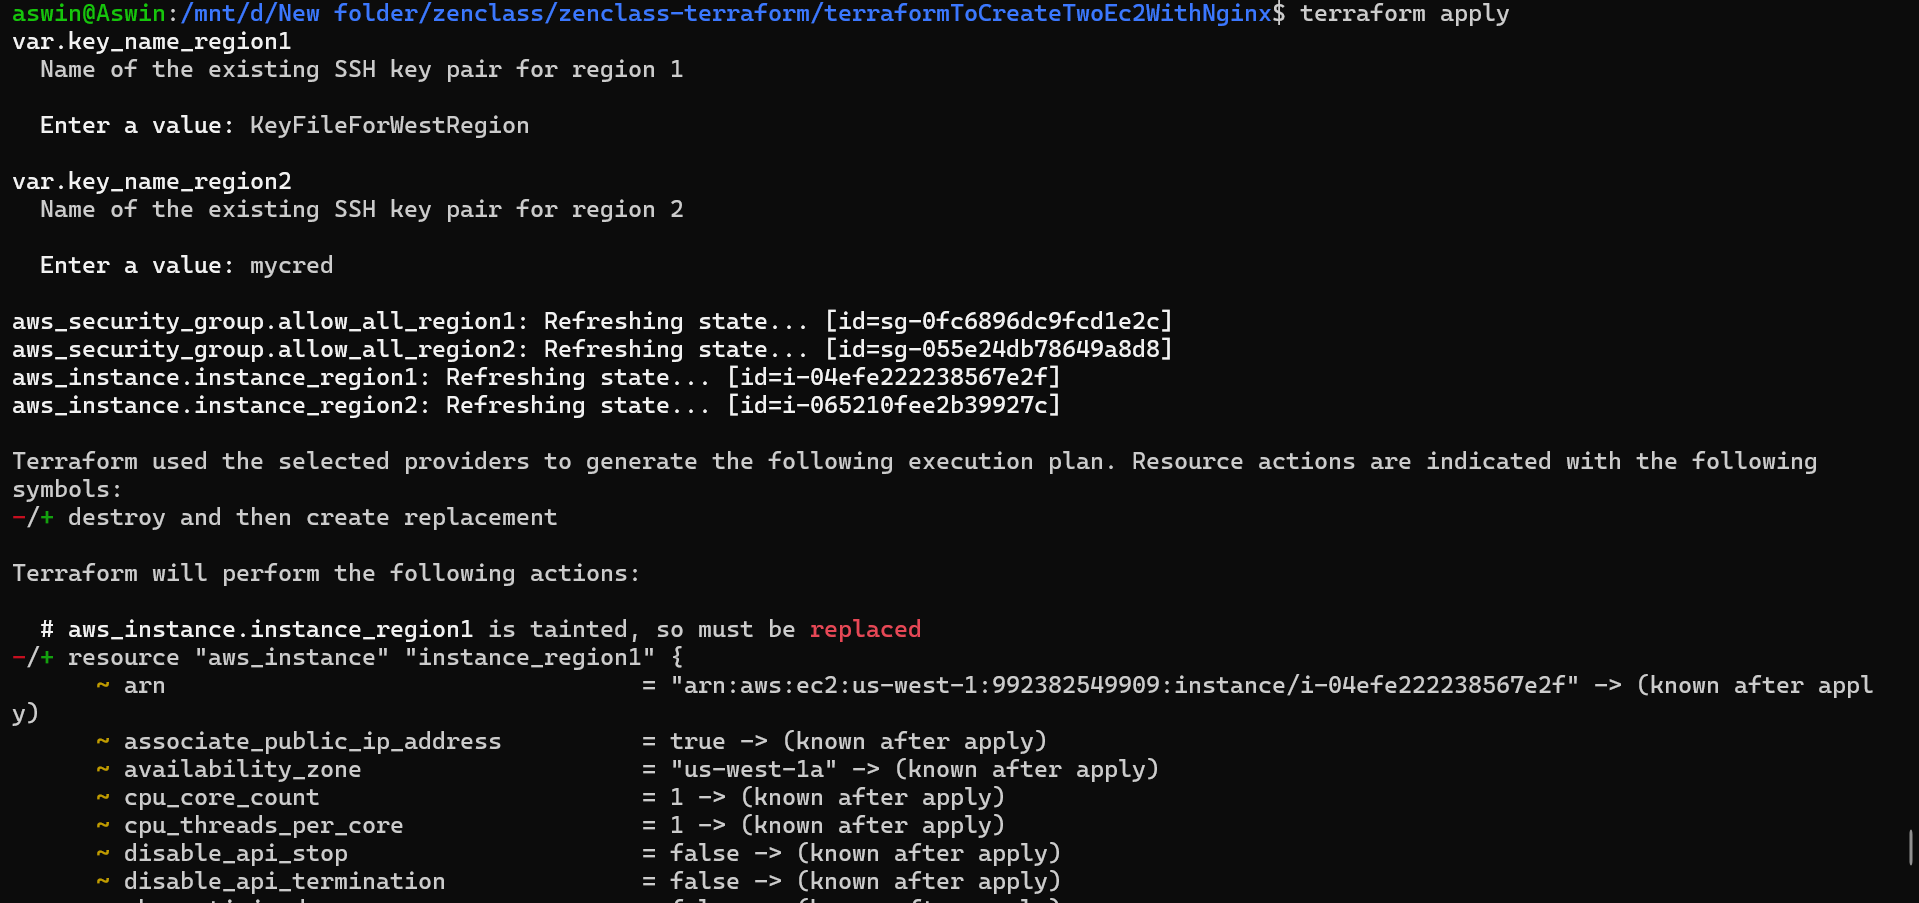 aswin@Aswin:/mnt/d/New folder/zenclass/zenclass-terraform/terraformToCreateTwoEc2WithNginx$ terraform apply
var.key_name_region1
  Name of the existing SSH key pair for region 1

  Enter a value: KeyFileForWestRegion

var.key_name_region2
  Name of the existing SSH key pair for region 2

  Enter a value: mycred

aws_security_group.allow_all_region1: Refreshing state... [id=sg-0fc6896dc9fcd1e2c]
aws_security_group.allow_all_region2: Refreshing state... [id=sg-055e24db78649a8d8]
aws_instance.instance_region1: Refreshing state... [id=i-04efe222238567e2f]
aws_instance.instance_region2: Refreshing state... [id=i-065210fee2b39927c]

Terraform used the selected providers to generate the following execution plan. Resource actions are indicated with the following
symbols:
-/+ destroy and then create replacement

Terraform will perform the following actions:

  # aws_instance.instance_region1 is tainted, so must be replaced
-/+ resource "aws_instance" "instance_region1" {
      ~ arn                                  = "arn:aws:ec2:us-west-1:992382549909:instance/i-04efe222238567e2f" -> (known after appl
y)
      ~ associate_public_ip_address          = true -> (known after apply)
      ~ availability_zone                    = "us-west-1a" -> (known after apply)
      ~ cpu_core_count                       = 1 -> (known after apply)
      ~ cpu_threads_per_core                 = 1 -> (known after apply)
      ~ disable_api_stop                     = false -> (known after apply)
      ~ disable_api_termination              = false -> (known after apply)